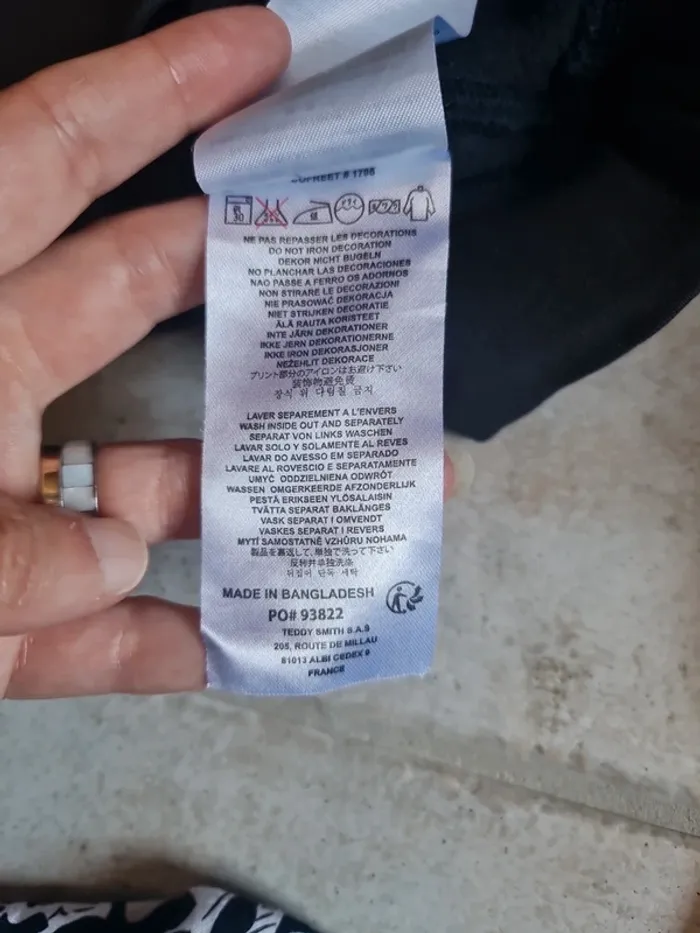 # 1796
30
NE PAS REPASSER LES DECORATIONS
DO NOT IRON DECORATION
DEKOR NICHT BUGELN
NO PLANCHAR LAS DECORACIONES
NAO PASSE A FERRO OS ADORNOS
NON STIRARE LE DECORAZIONI
NIE PRASOWAĆ DEKORACJA
NIET STRIJKEN DECORATIE
ÄLÄ RAUTA KORISTEET
INTE JÄRN DEKORATIONER
IKKE JERN DEKORATIONERNE
IKKE IRON DEKORASJONER
NEŽEHLIT DEKORACE
プリント部分のアイロンはお避け下さい
装饰物避免烫
장식 위 다림질 금지
LAVER SEPAREMENT A L'ENVERS
WASH INSIDE OUT AND SEPARATELY
SEPARAT VON LINKS WASCHEN
LAVAR SOLO Y SOLAMENTE AL REVES
LAVAR DO AVESSO EM SEPARADO
LAVARE AL ROVESCIO E SEPARATAMENTE
UMYĆ ODDZIELNIENA ODWRÓT
WASSEN OMGERKEERDE AFZONDERLIJK
PESTÄ ERIKSEEN YLÖSALAISIN
TVÄTTA SEPARAT BAKLÄNGES
VASK SEPARAT I OMVENDT
VASKES SEPARAT I REVERS
MYTÍ SAMOSTATNĚ VZHŮRU NOHAMA
製品を裏返して、単独で洗って下さい
反转并单独洗涤
뒤집어 단독 세탁
MADE IN BANGLADESH
PO# 93822
TEDDY SMITH S.A.S
205, ROUTE DE MILLAU
81013 ALBI CEDEX 9
FRANCE